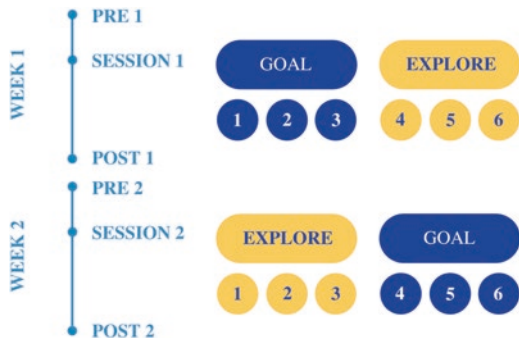 WEEK 1
PRE 1
SESSION 1
POST 1
GOAL
1 2 3
EXPLORE
4 5 6
WEEK 2
PRE 2
SESSION 2
POST 2
EXPLORE
1 2 3
GOAL
4 5 6